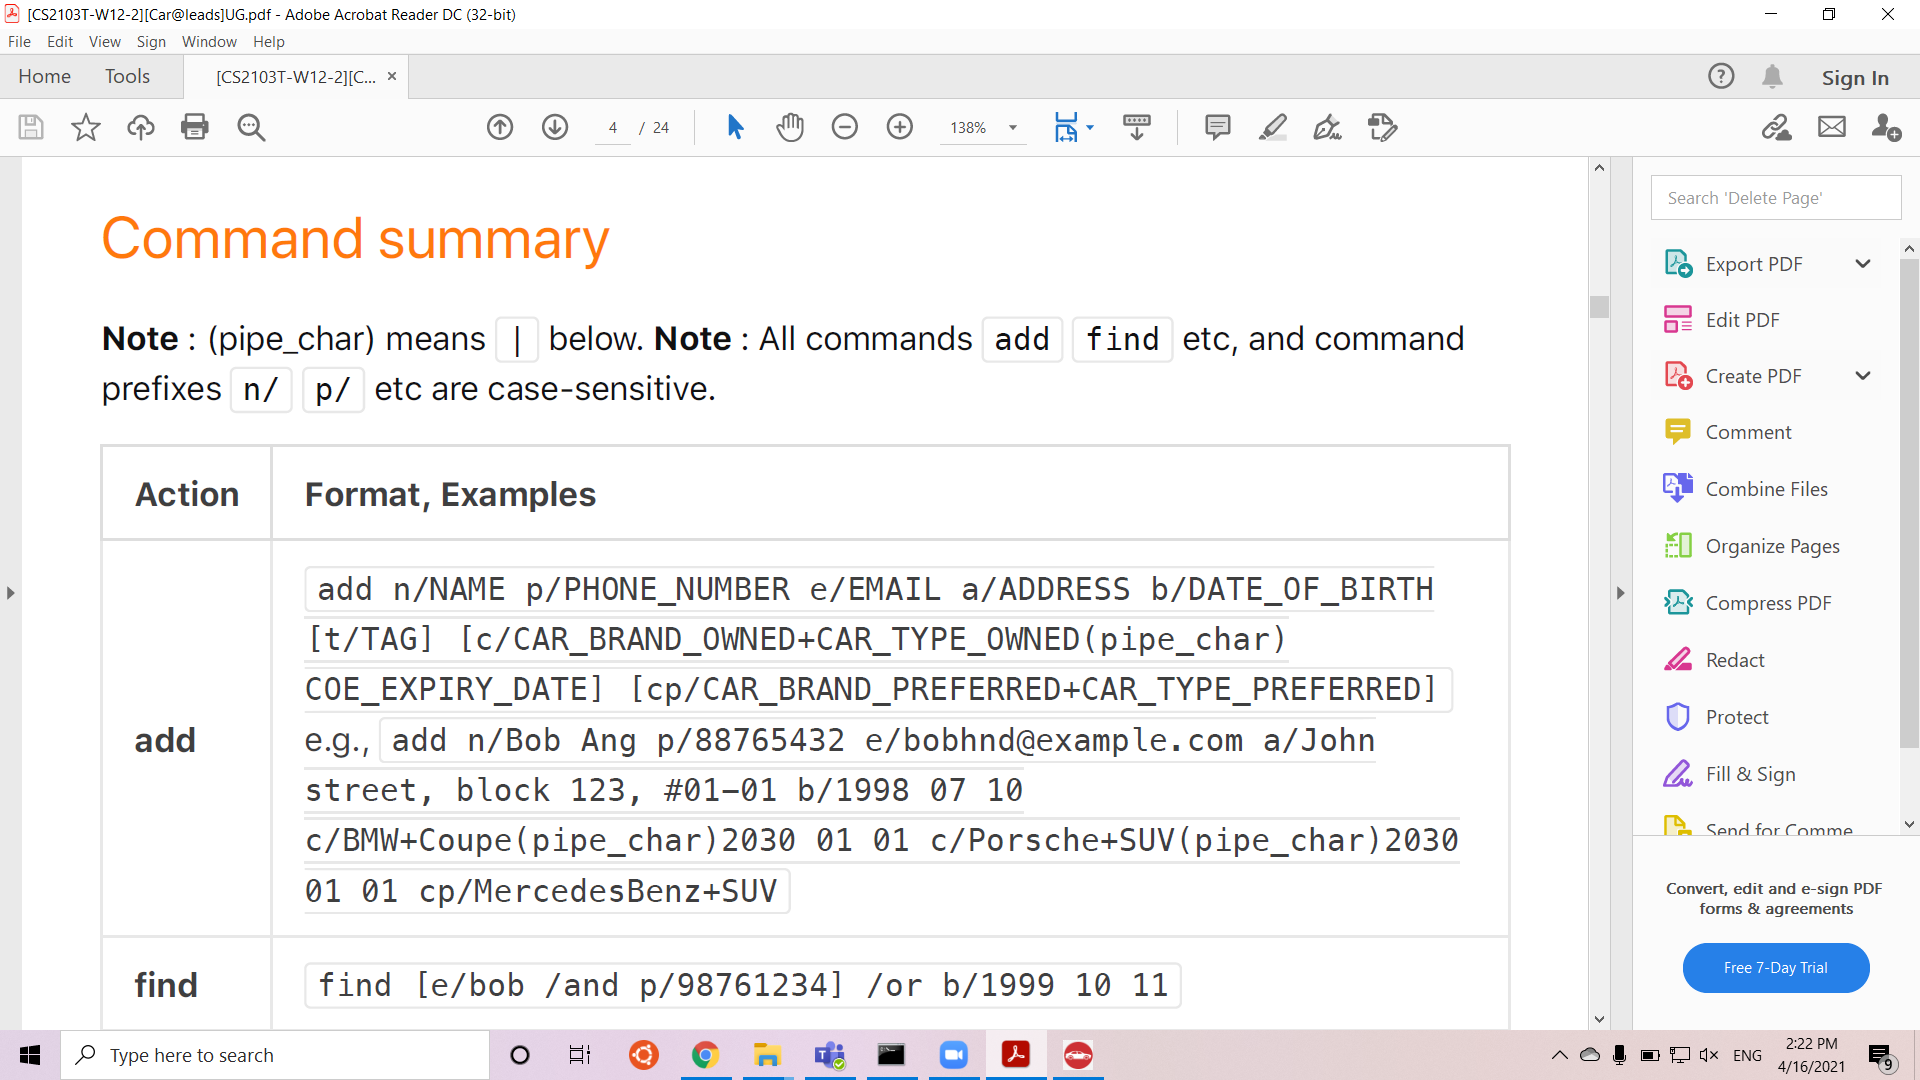 [CS2103T-W12-2][Car@leads]UG.pdf - Adobe Acrobat Reader DC (32-bit)
File Edit View Sign Window Help
Home Tools [CS2103T-W12-2][C... Sign In
4 / 24 138%
Command summary
Note : (pipe_char) means | below. Note : All commands add find etc, and command
prefixes n/ p/ etc are case-sensitive.
Action Format, Examples
add
add n/NAME p/PHONE_NUMBER e/EMAIL a/ADDRESS b/DATE_OF_BIRTH
[t/TAG] [c/CAR_BRAND_OWNED+CAR_TYPE_OWNED(pipe_char)
COE_EXPIRY_DATE] [cp/CAR_BRAND_PREFERRED+CAR_TYPE_PREFERRED]
e.g., add n/Bob Ang p/88765432 e/bobhnd@example.com a/John
street, block 123, #01-01 b/1998 07 10
c/BMW+Coupe(pipe_char)2030 01 01 c/Porsche+SUV(pipe_char)2030
01 01 cp/MercedesBenz+SUV
find
find [e/bob /and p/98761234] /or b/1999 10 11
Search 'Delete Page'
Export PDF
Edit PDF
Create PDF
Comment
Combine Files
Organize Pages
Compress PDF
Redact
Protect
Fill & Sign
Send for Comme
Convert, edit and e-sign PDF
forms & agreements
Free 7-Day Trial
Type here to search
ENG
2:22 PM
4/16/2021
9